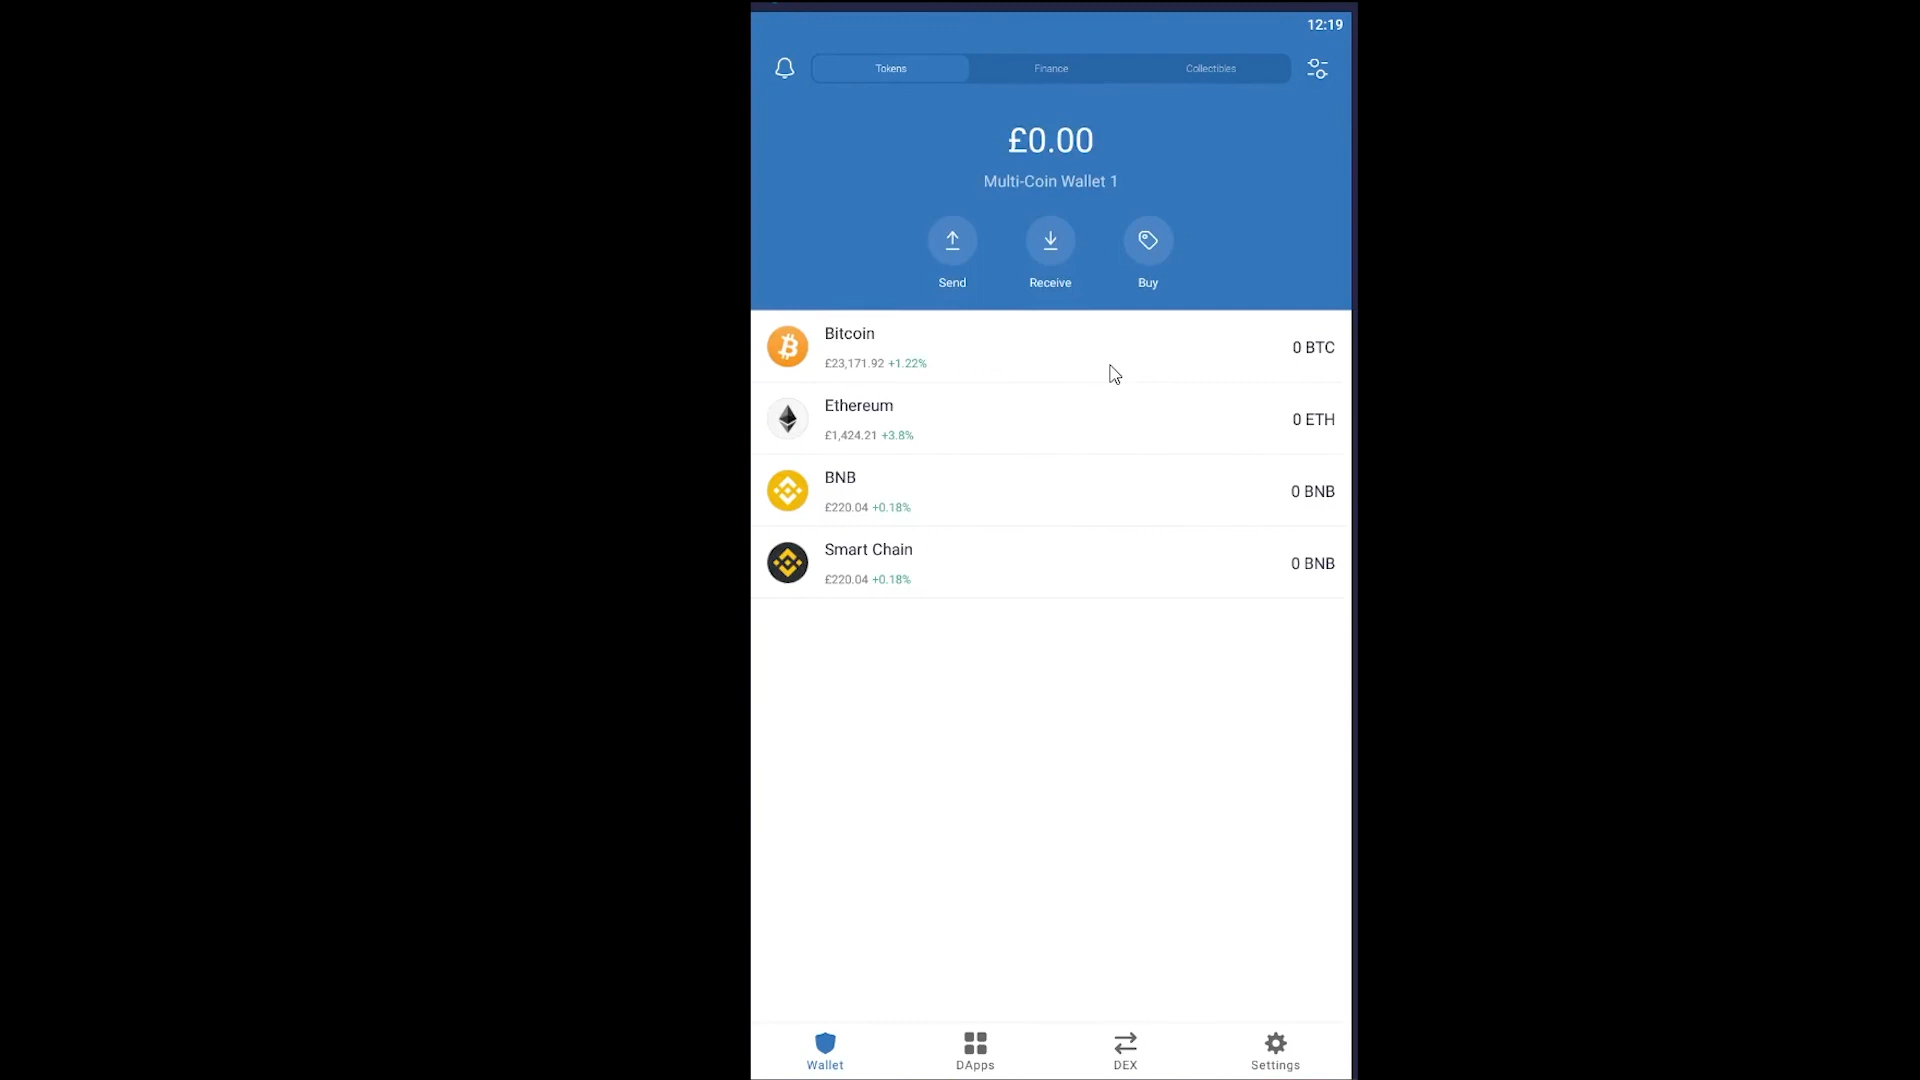 12:19
Tokens Finance Collectibles
£0.00
Multi-Coin Wallet 1
Send Receive Buy
Bitcoin
£23,171.92 +1.22%
0 BTC
Ethereum
£1,424.21 +3.8%
0 ETH
BNB
£220.04 +0.18%
0 BNB
Smart Chain
£220.04 +0.18%
0 BNB
Wallet DApps DEX Settings